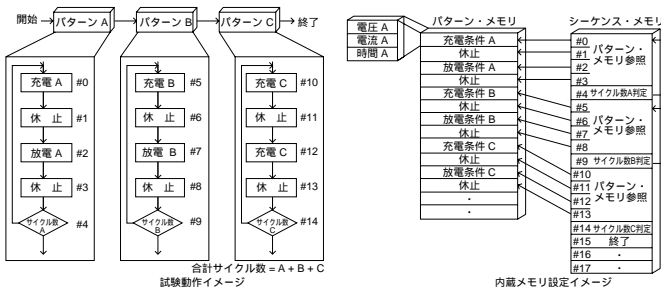 開始
パターン A
パターン B
パターン C
終了
充電 A #0
休 止 #1
放電 A #2
休 止 #3
サイクル数 A #4
充電 B #5
休 止 #6
放電 B #7
休 止 #8
サイクル数 B #9
充電 C #10
休 止 #11
充電 C #12
休 止 #13
サイクル数 C #14
合計サイクル数 = A + B + C
試験動作イメージ
電圧 A
電流 A
時間 A
パターン・メモリ
充電条件 A
休止
放電条件 A
休止
充電条件 B
休止
放電条件 B
休止
充電条件 C
休止
放電条件 C
休止
・
・
シーケンス・メモリ
#0
#1
#2
#3
パターン・
メモリ参照
#4 サイクル数A判定
#5
#6
#7
#8
パターン・
メモリ参照
#9 サイクル数B判定
#10
#11
#12
#13
パターン・
メモリ参照
#14 サイクル数C判定
#15 終了
#16 ・
#17 ・
内蔵メモリ設定イメージ